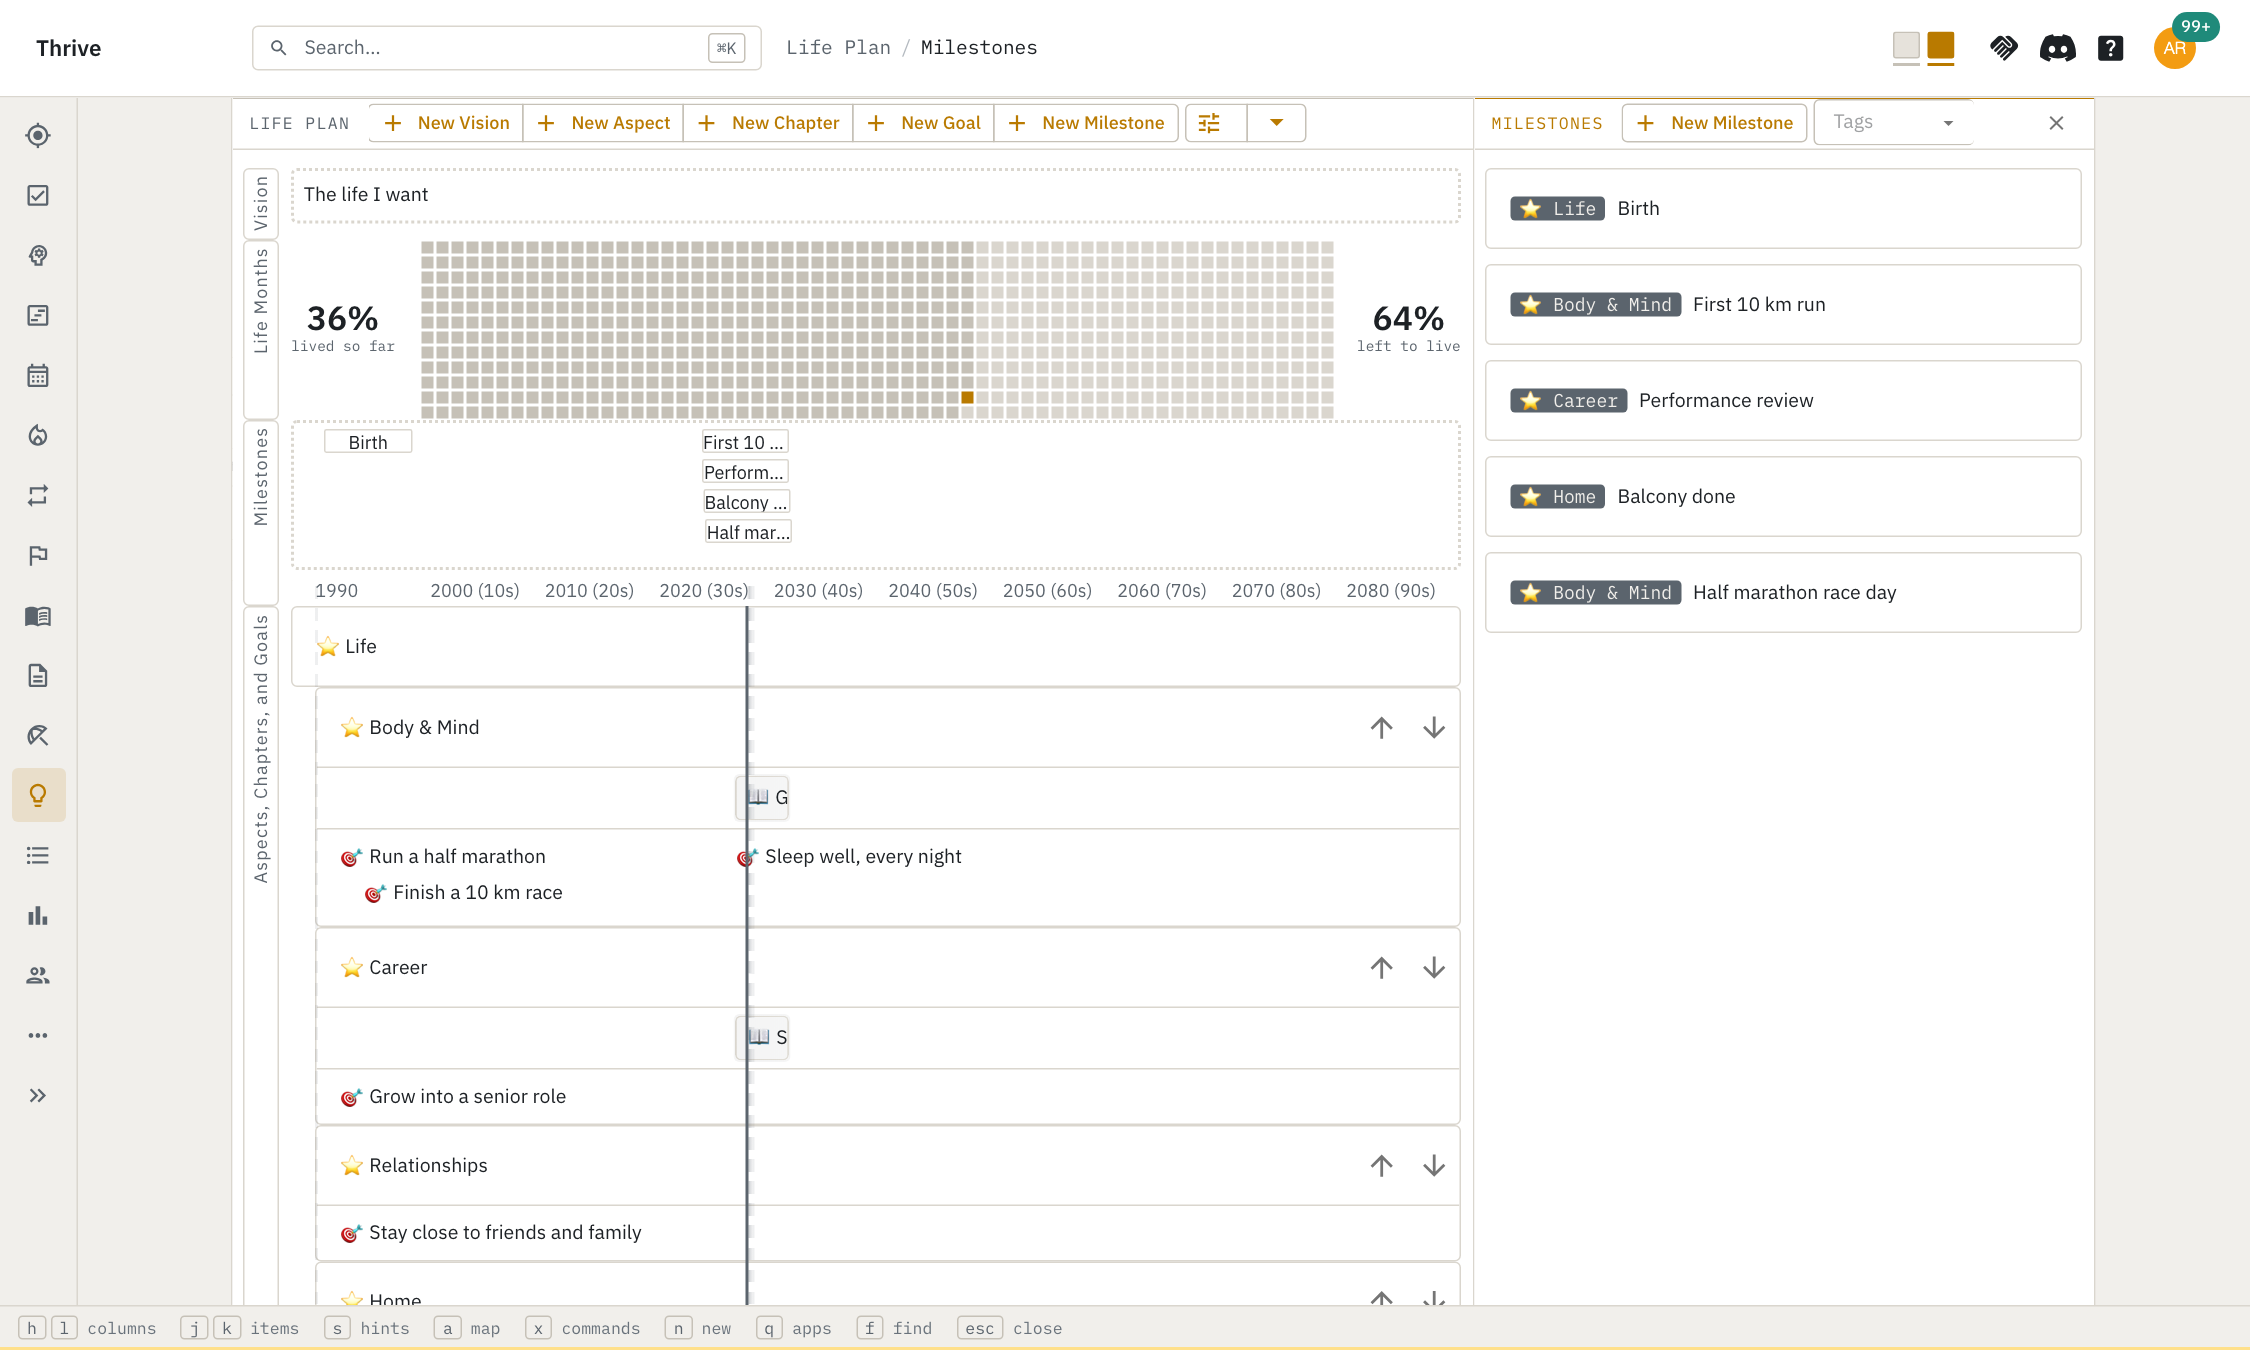 Thrive
Search...
⌘K
Life Plan / Milestones
99+
AR
LIFE PLAN
+ New Vision
+ New Aspect
+ New Chapter
+ New Goal
+ New Milestone
MILESTONES
+ New Milestone
Tags
Vision
The life I want
Life Months
36%
lived so far
64%
left to live
Milestones
Birth
First 10 ...
Perform...
Balcony ...
Half mar...
1990
2000 (10s)
2010 (20s)
2020 (30s)
2030 (40s)
2040 (50s)
2050 (60s)
2060 (70s)
2070 (80s)
2080 (90s)
Aspects, Chapters, and Goals
Life
Body & Mind
G
Run a half marathon
Sleep well, every night
Finish a 10 km race
Career
S
Grow into a senior role
Relationships
Stay close to friends and family
Home
Life Birth
Body & Mind First 10 km run
Career Performance review
Home Balcony done
Body & Mind Half marathon race day
h l columns
j k items
s hints
a map
x commands
n new
q apps
f find
esc close